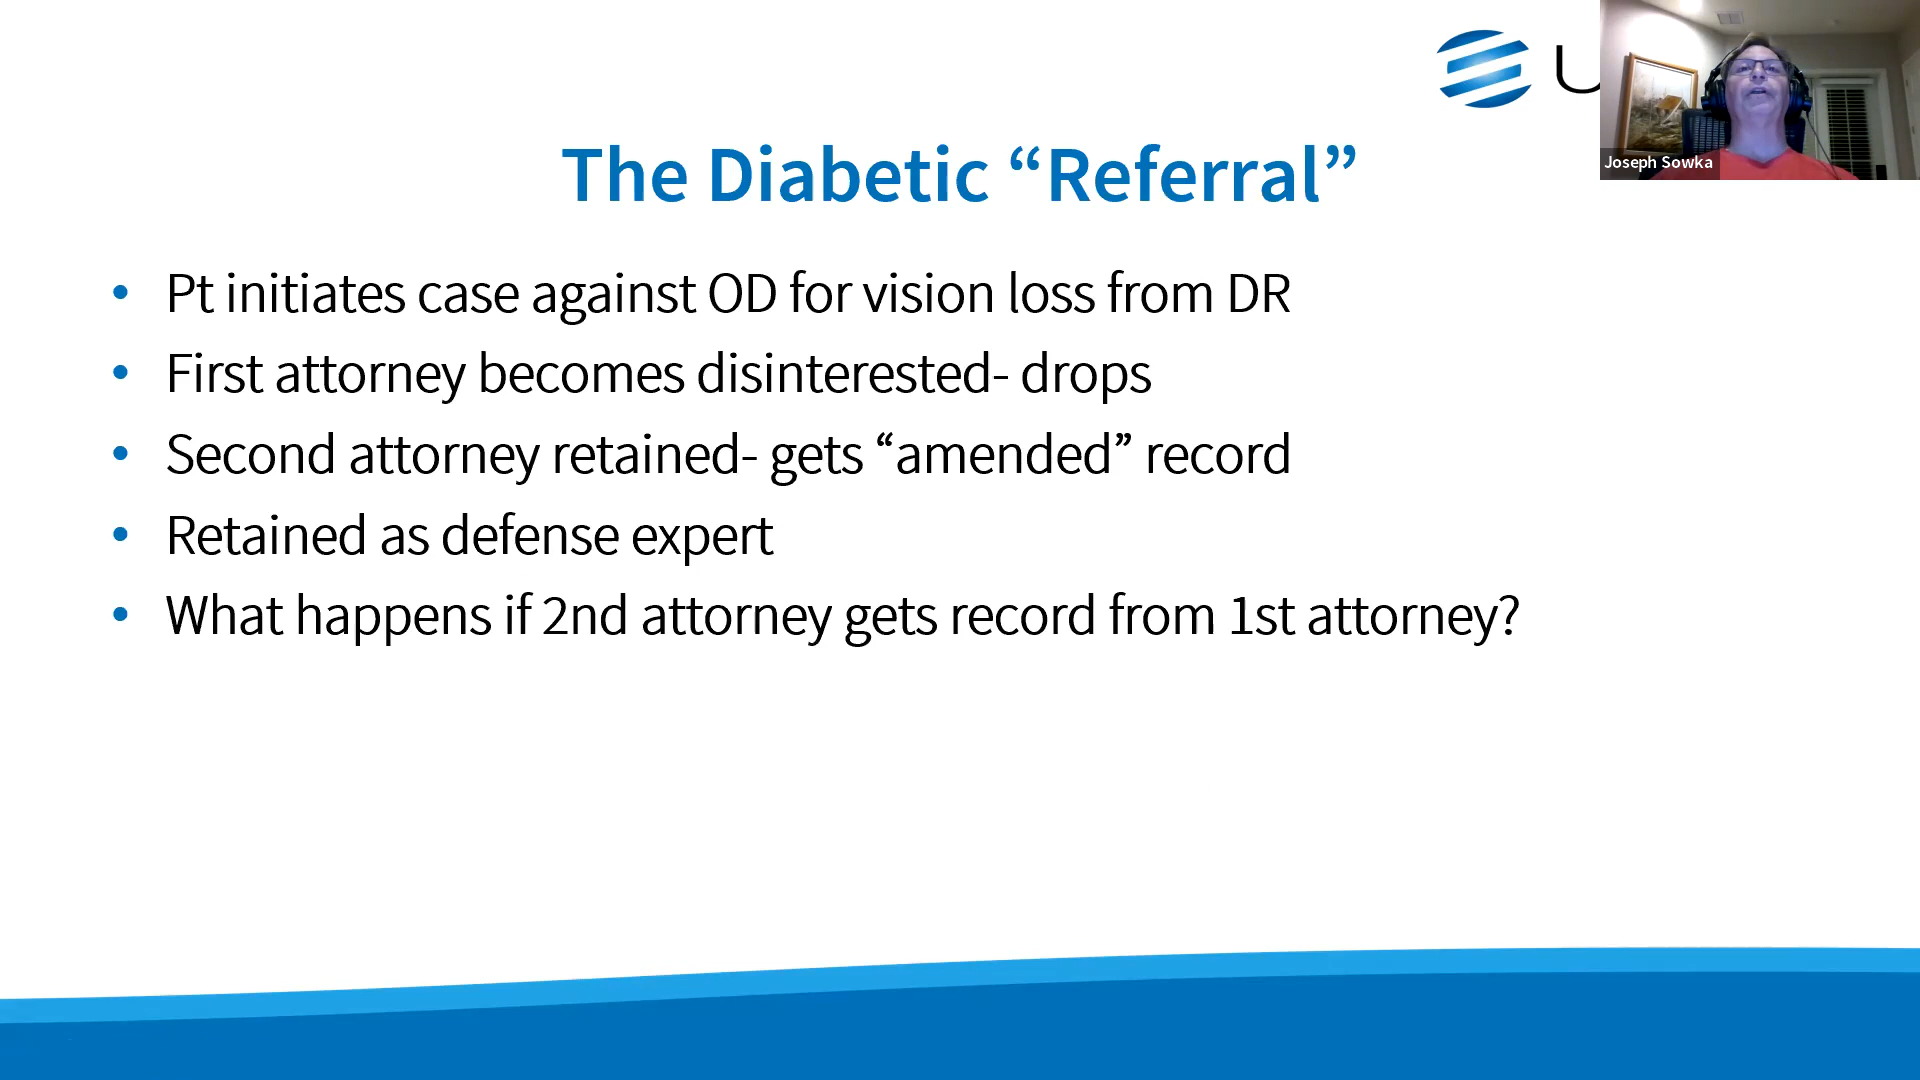 The Diabetic “Referral”
• Pt initiates case against OD for vision loss from DR
• First attorney becomes disinterested- drops
• Second attorney retained- gets “amended” record
• Retained as defense expert
• What happens if 2nd attorney gets record from 1st attorney?
Joseph Sowka